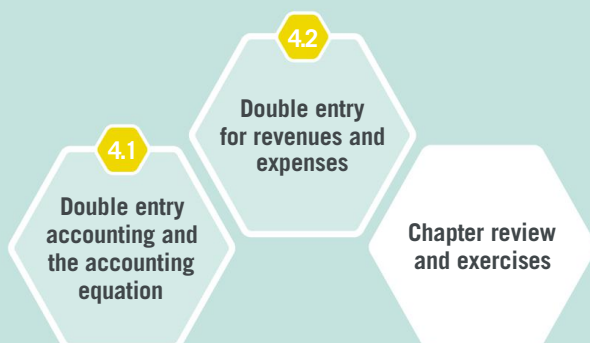 4.1
Double entry
accounting and
the accounting
equation
4.2
Double entry
for revenues and
expenses
Chapter review
and exercises